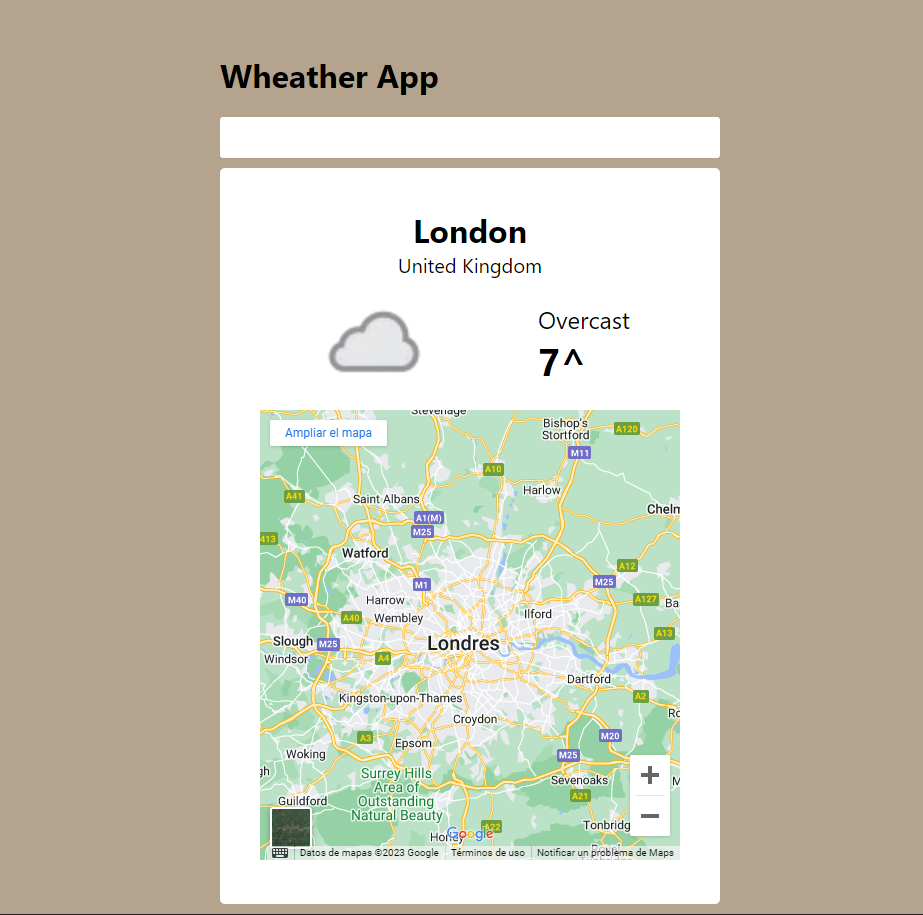 Wheather App
London
United Kingdom
Overcast
7^
Stevenage
Ampliar el mapa
Bishop's
Stortford
A120
M11
A10
Harlow
A41
Saint Albans
Chelm
A1(M)
M25
413
Watford
A12
M1
M25
M40
Harrow
A127
Ba
A40
Wembley
Ilford
A13
Slough
M25
Londres
Windsor
A4
Dartford
Kingston-upon-Thames
A2
Croydon
Ro
A3
Epsom
M20
Woking
M25
gh
Surrey Hills
Area of
Outstanding
Natural Beauty
Sevenoaks
M
A21
Guildford
Tonbridg
Google
A22
Datos de mapas ©2023 Google
Términos de uso
Notificar un problema de Maps